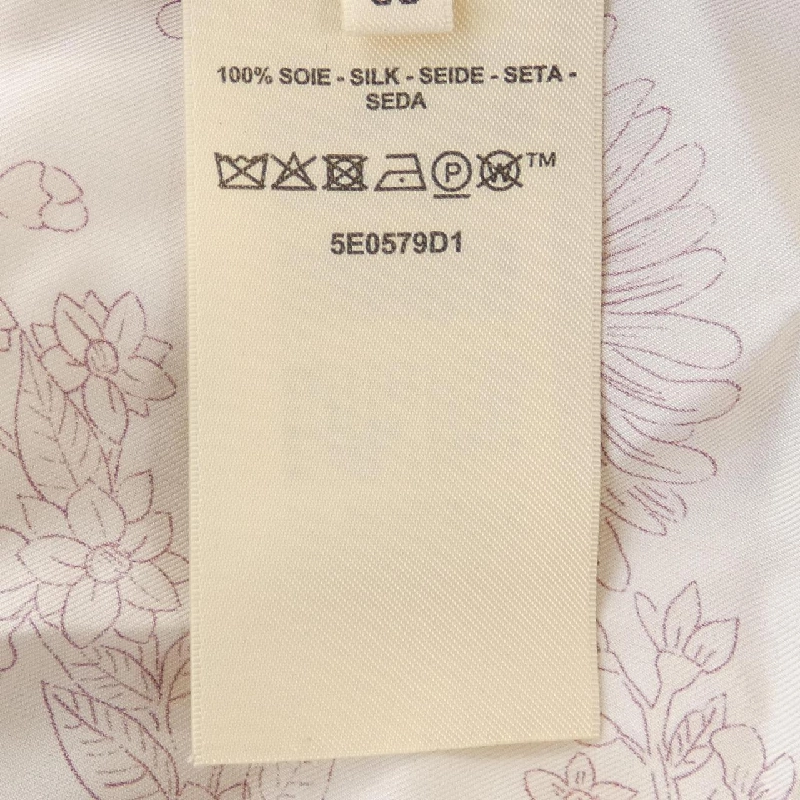 100% SOIE - SILK - SEIDE - SETA -
SEDA
P W TM
5E0579D1